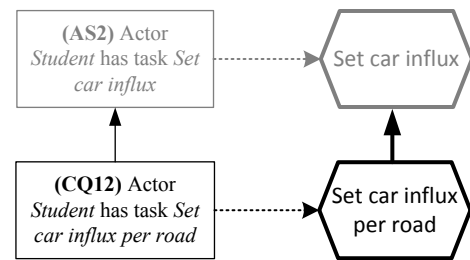 (AS2) Actor
Student has task Set
car influx
Set car influx
(CQ12) Actor
Student has task Set
car influx per road
Set car influx
per road